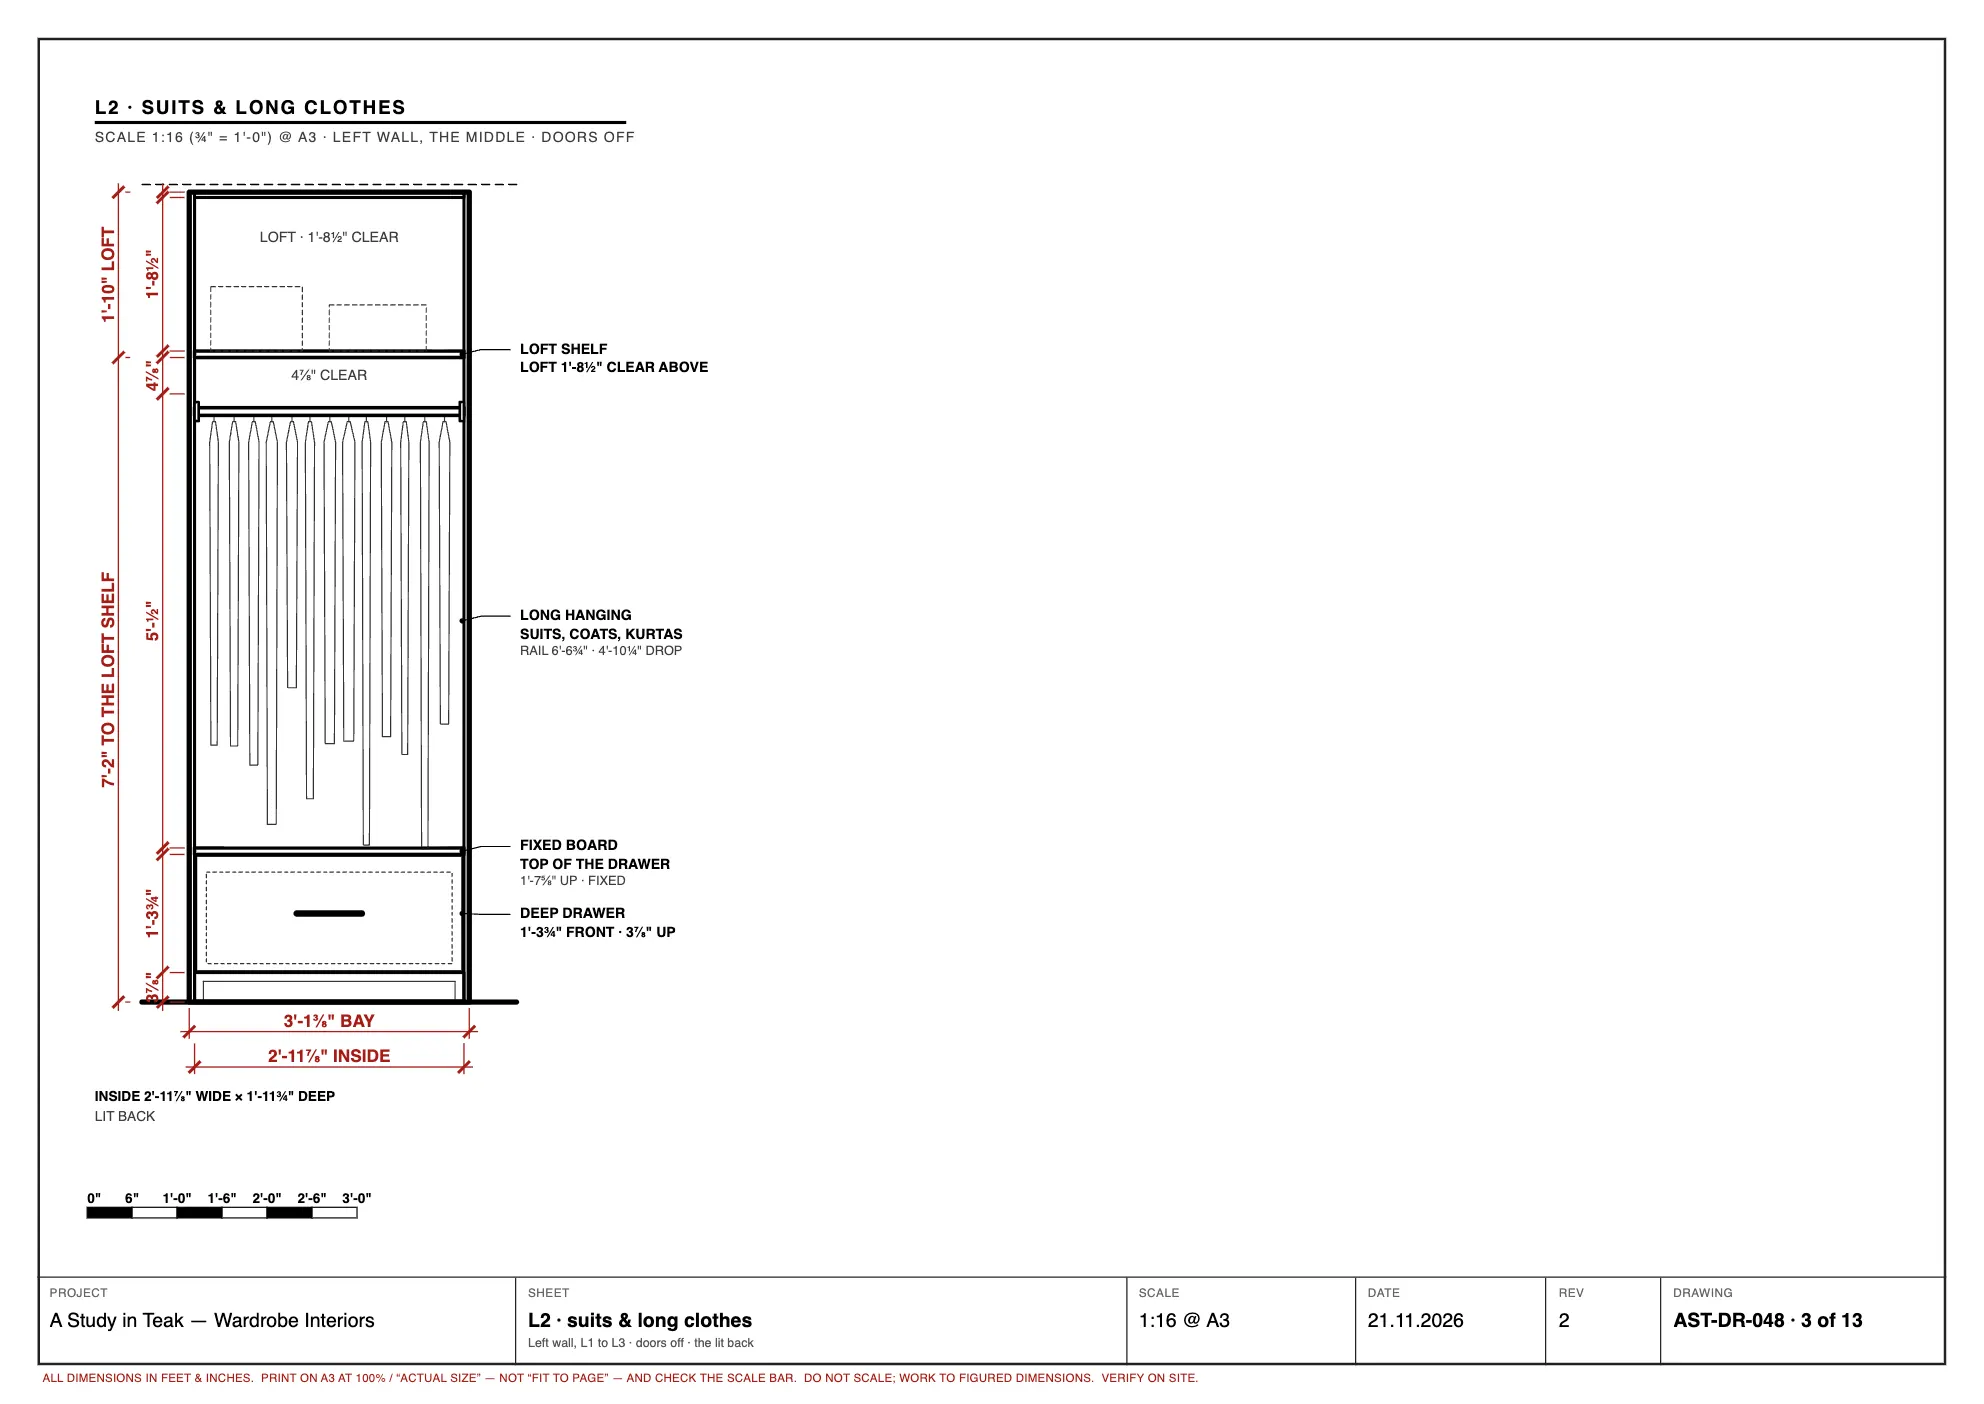 L2 · SUITS & LONG CLOTHES
SCALE 1:16 (¾" = 1'-0") @ A3 · LEFT WALL, THE MIDDLE · DOORS OFF
1'-10" LOFT
1'-8½"
LOFT · 1'-8½" CLEAR
LOFT SHELF
LOFT 1'-8½" CLEAR ABOVE
4⅞"
4⅞" CLEAR
7'-2" TO THE LOFT SHELF
5'-½"
LONG HANGING
SUITS, COATS, KURTAS
RAIL 6'-6¾" · 4'-10¼" DROP
FIXED BOARD
TOP OF THE DRAWER
1'-7⅝" UP · FIXED
1'-3¾"
DEEP DRAWER
1'-3¾" FRONT · 3⅞" UP
3⅞"
3'-1⅜" BAY
2'-11⅞" INSIDE
INSIDE 2'-11⅞" WIDE × 1'-11¾" DEEP
LIT BACK
0" 6" 1'-0" 1'-6" 2'-0" 2'-6" 3'-0"
PROJECT
A Study in Teak — Wardrobe Interiors
SHEET
L2 · suits & long clothes
Left wall, L1 to L3 · doors off · the lit back
SCALE
1:16 @ A3
DATE
21.11.2026
REV
2
DRAWING
AST-DR-048 · 3 of 13
ALL DIMENSIONS IN FEET & INCHES. PRINT ON A3 AT 100% / “ACTUAL SIZE” — NOT “FIT TO PAGE” — AND CHECK THE SCALE BAR. DO NOT SCALE; WORK TO FIGURED DIMENSIONS. VERIFY ON SITE.